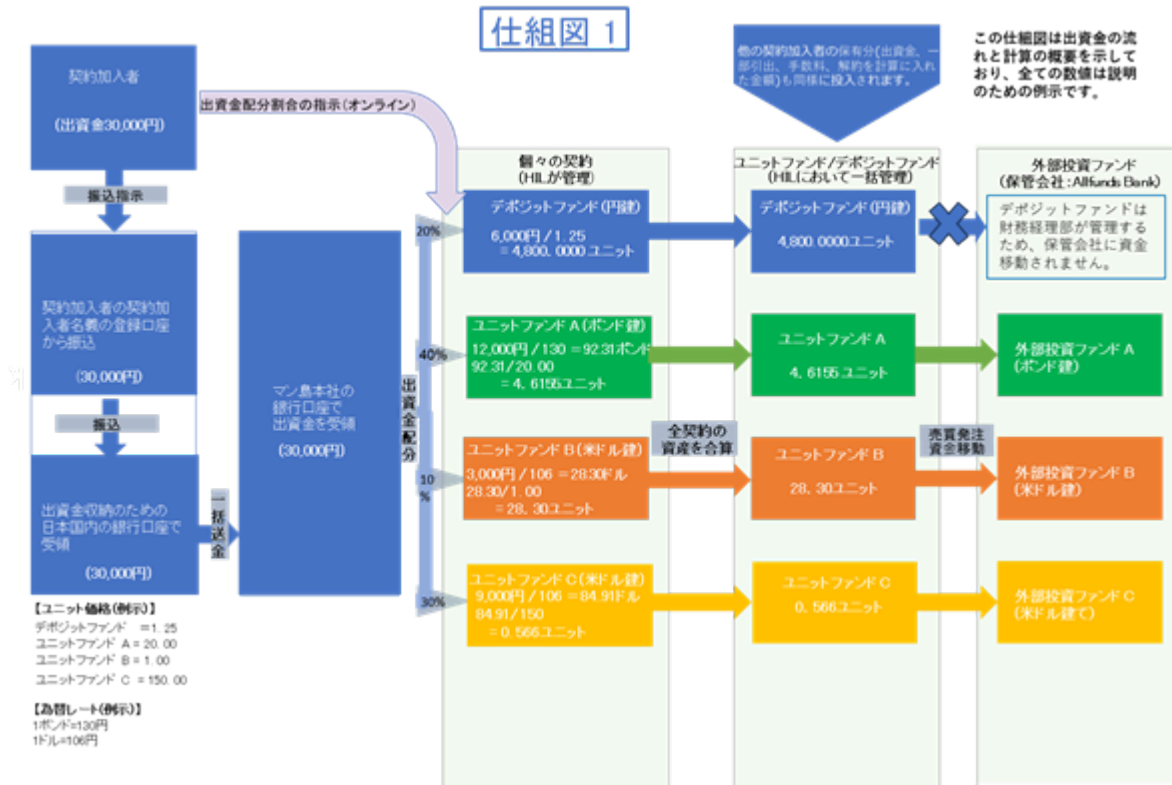 仕組図 1
他の契約加入者の保有分(出資金、一
部引出、手数料、解約を計算に入れ
た金額)も同様に投入されます。
この仕組図は出資金の流
れと計算の概要を示して
おり、全ての数値は説明
のための例示です。
契約加入者
(出資金30,000円)
出資金配分割合の指示(オンライン)
振込指示
契約加入者の契約加
入者名義の登録口座
から振込
(30,000円)
振込
出資金収納のための
日本国内の銀行口座で
受領
(30,000円)
一括送金
マン島本社の
銀行口座で
出資金を受領
(30,000円)
出資金配分
20%
40%
10
%
30%
個々の契約
(HILが管理)
デポジットファンド(円建)
6,000円/1.25
=4,800.0000ユニット
ユニットファンド A(ポンド建)
12,000円/130=92.31ポンド
92.31/20.00
=4.6155ユニット
ユニットファンド B(米ドル建)
3,000円/106=28.30ドル
28.30/1.00
=28.30ユニット
ユニットファンド C(米ドル建)
9,000円/106=84.91ドル
84.91/150
=0.566ユニット
全契約の
資産を合算
ユニットファンド/デポジットファンド
(HILにおいて一括管理)
デポジットファンド(円建)
4,800.0000ユニット
ユニットファンド A
4.6155ユニット
ユニットファンド B
28.30ユニット
ユニットファンド C
0.566ユニット
売買発注
資金移動
外部投資ファンド
(保管会社:Allfunds Bank)
デポジットファンドは
財務経理部が管理する
ため、保管会社に資金
移動されません。
外部投資ファンド A
(ポンド建)
外部投資ファンド B
(米ドル建)
外部投資ファンド C
(米ドル建て)
【ユニット価格(例示)】
デポジットファンド =1.25
ユニットファンド A=20.00
ユニットファンド B=1.00
ユニットファンド C =150.00
【為替レート(例示)】
1ポンド=130円
1ドル=106円